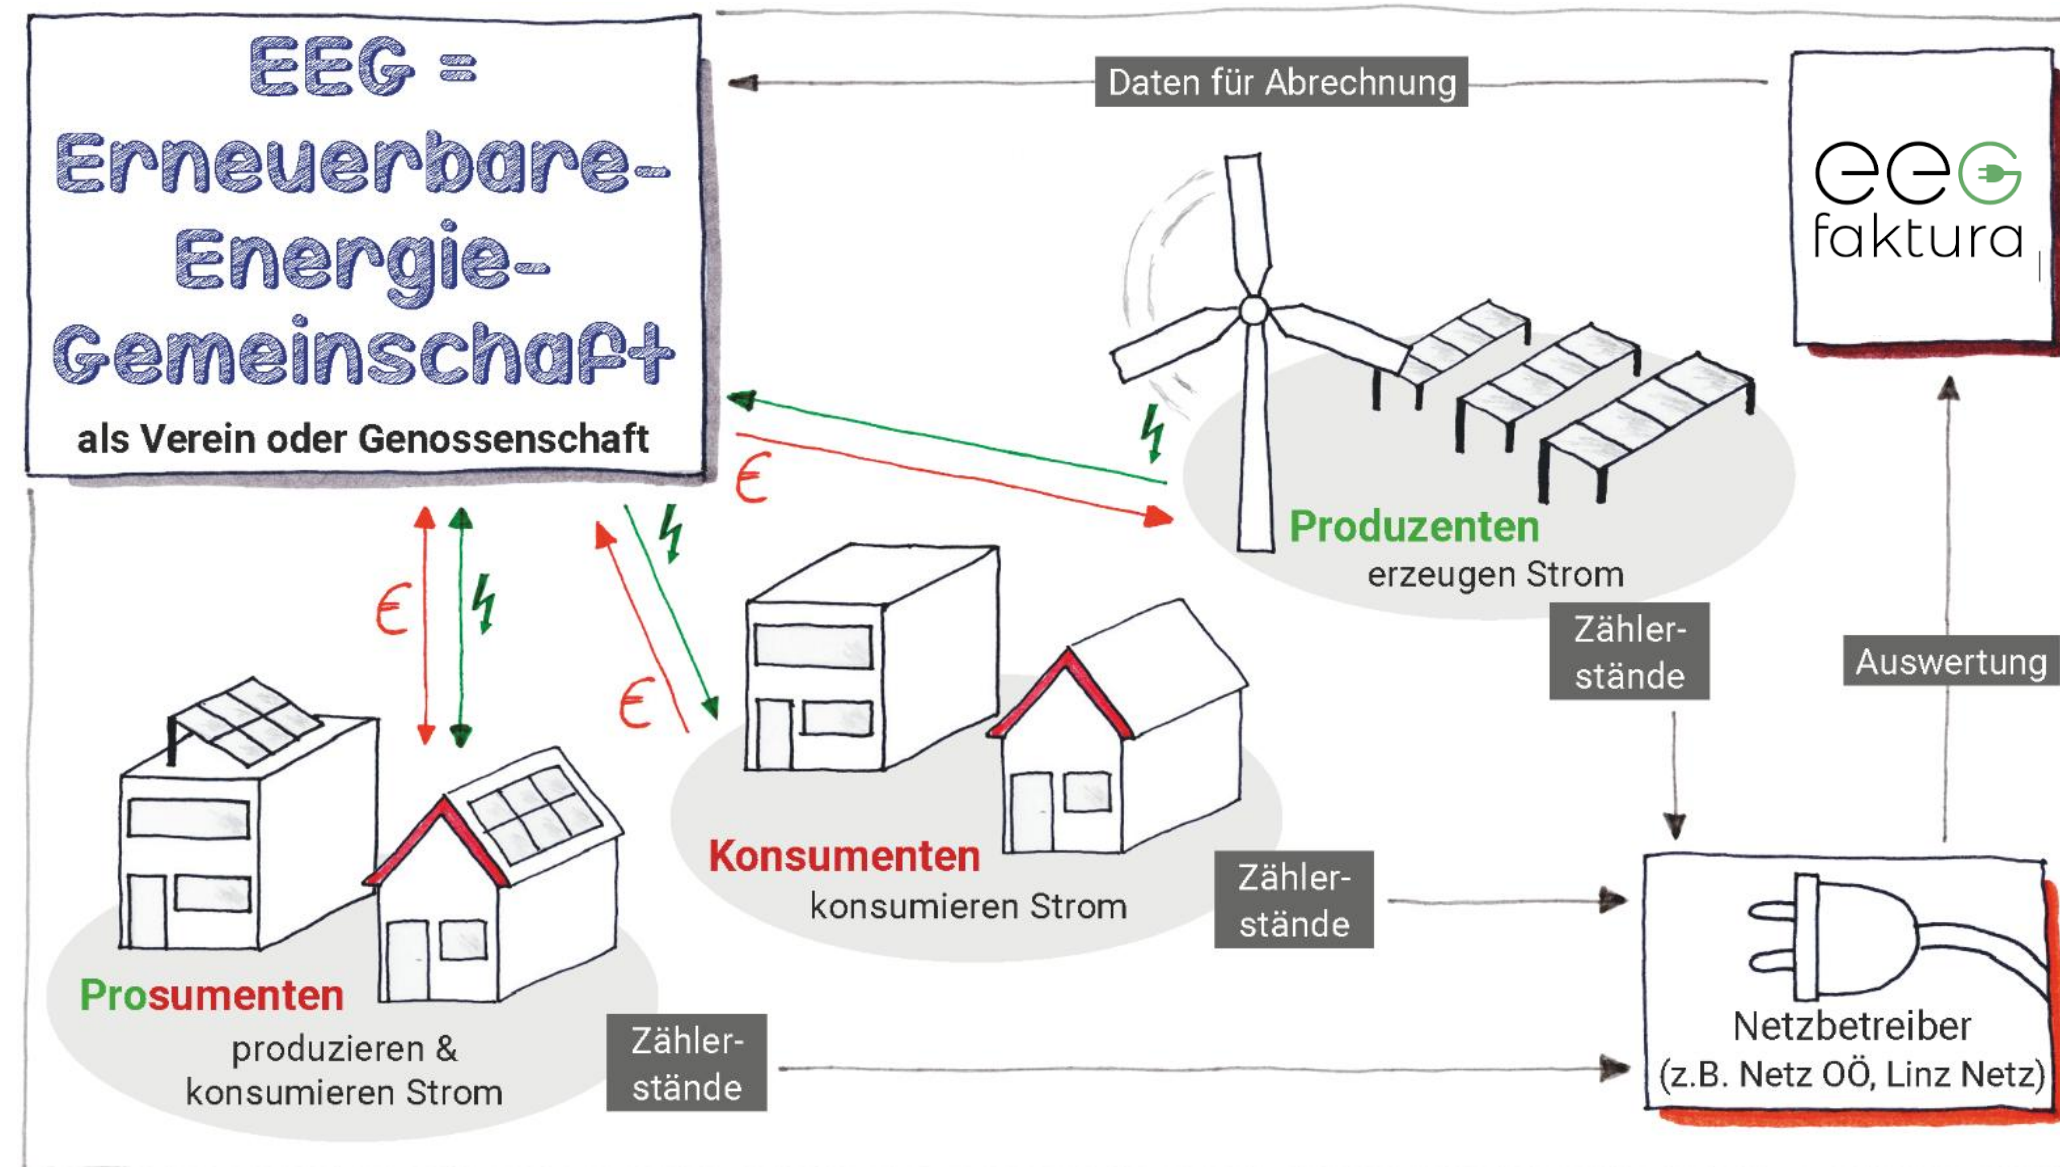 EEG =
Erneuerbare-
Energie-
Gemeinschaft
als Verein oder Genossenschaft
Daten für Abrechnung
eeG
faktura
€
Produzenten
erzeugen Strom
Zähler-
stände
Auswertung
€
€
Konsumenten
konsumieren Strom
Zähler-
stände
Prosumenten
produzieren &
konsumieren Strom
Zähler-
stände
Netzbetreiber
(z.B. Netz OÖ, Linz Netz)